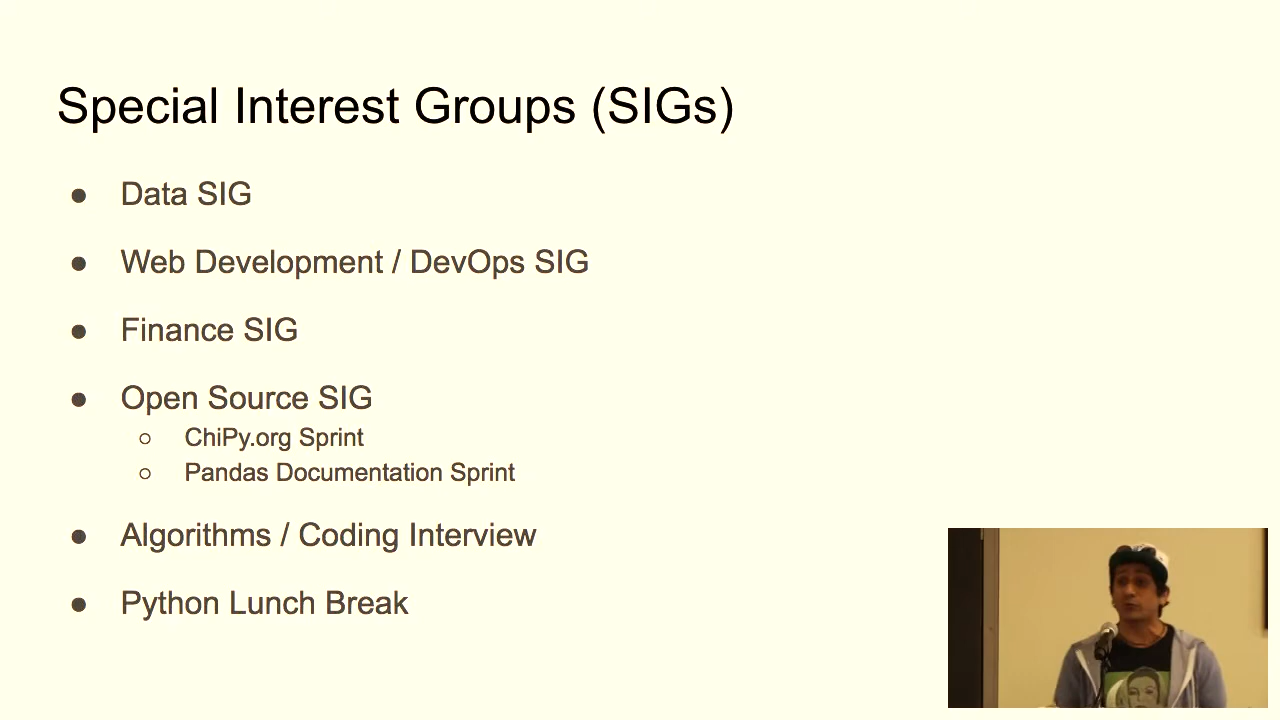 Special Interest Groups (SIGs)
● Data SIG
● Web Development / DevOps SIG
● Finance SIG
● Open Source SIG
○ ChiPy.org Sprint
○ Pandas Documentation Sprint
● Algorithms / Coding Interview
● Python Lunch Break